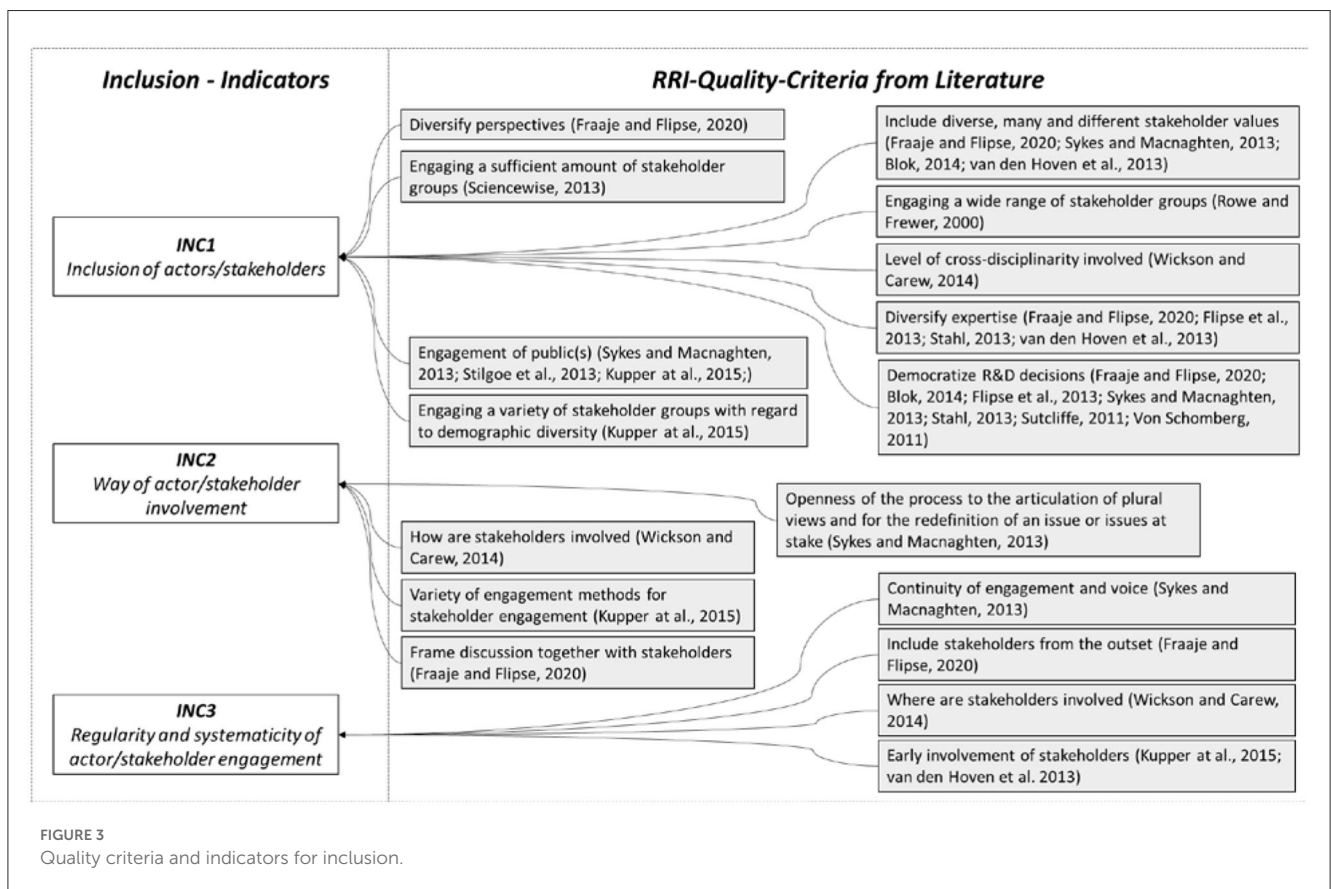 Inclusion - Indicators
RRI-Quality-Criteria from Literature
INC1
Inclusion of actors/stakeholders
Diversify perspectives (Fraaje and Flipse, 2020)
Engaging a sufficient amount of stakeholder
groups (Sciencewise, 2013)
Engagement of public(s) (Sykes and Macnaghten,
2013; Stilgoe et al., 2013; Kupper at al., 2015;)
Engaging a variety of stakeholder groups with regard
to demographic diversity (Kupper at al., 2015)
Include diverse, many and different stakeholder values
(Fraaje and Flipse, 2020; Sykes and Macnaghten, 2013;
Blok, 2014; van den Hoven et al., 2013)
Engaging a wide range of stakeholder groups (Rowe and
Frewer, 2000)
Level of cross-disciplinarity involved (Wickson and
Carew, 2014)
Diversify expertise (Fraaje and Flipse, 2020; Flipse et al.,
2013; Stahl, 2013; van den Hoven et al., 2013)
Democratize R&D decisions (Fraaje and Flipse, 2020;
Blok, 2014; Flipse et al., 2013; Sykes and Macnaghten,
2013; Stahl, 2013; Sutcliffe, 2011; Von Schomberg,
2011)
INC2
Way of actor/stakeholder
involvement
Openness of the process to the articulation of plural
views and for the redefinition of an issue or issues at
stake (Sykes and Macnaghten, 2013)
How are stakeholders involved (Wickson and
Carew, 2014)
Variety of engagement methods for
stakeholder engagement (Kupper at al., 2015)
Frame discussion together with stakeholders
(Fraaje and Flipse, 2020)
INC3
Regularity and systematicity of
actor/stakeholder engagement
Continuity of engagement and voice (Sykes and
Macnaghten, 2013)
Include stakeholders from the outset (Fraaje and
Flipse, 2020)
Where are stakeholders involved (Wickson and Carew,
2014)
Early involvement of stakeholders (Kupper at al., 2015;
van den Hoven et al. 2013)
FIGURE 3
Quality criteria and indicators for inclusion.